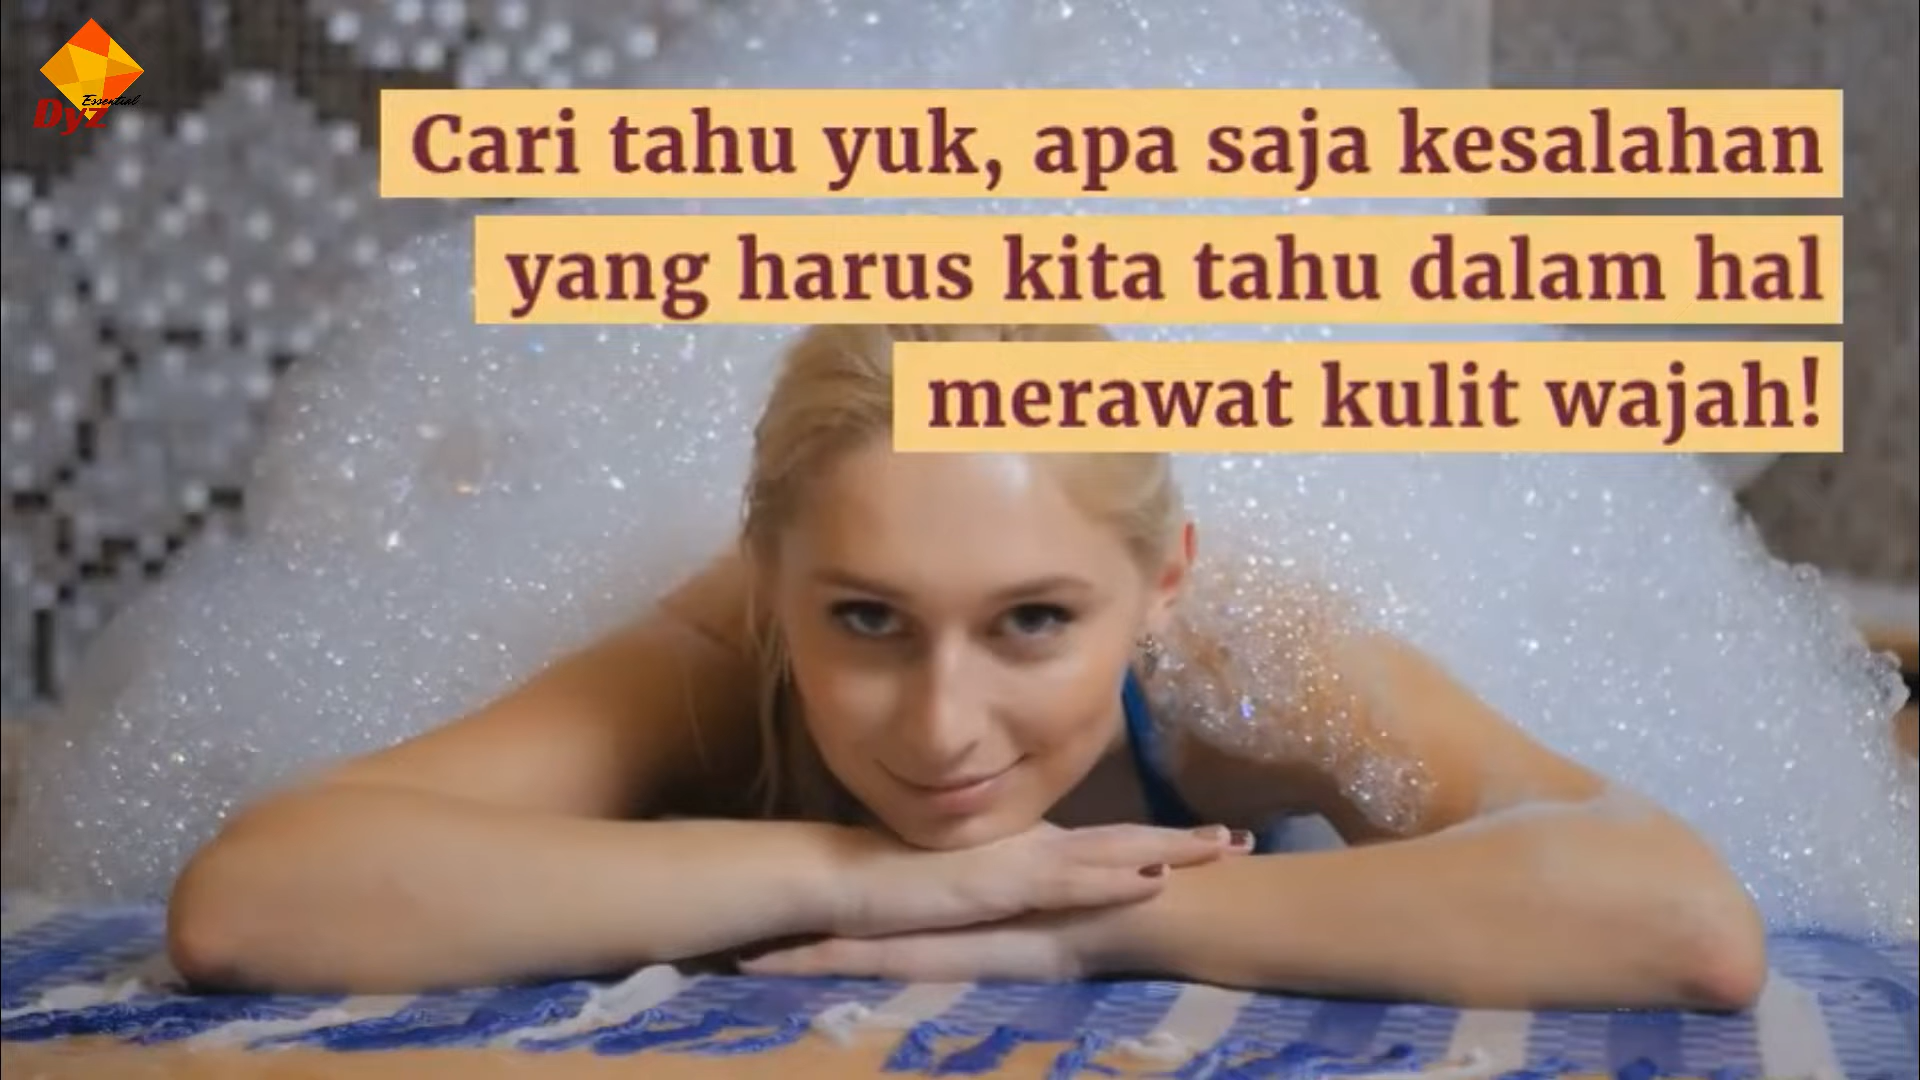 Essential
Dyz
Cari tahu yuk, apa saja kesalahan
yang harus kita tahu dalam hal
merawat kulit wajah!